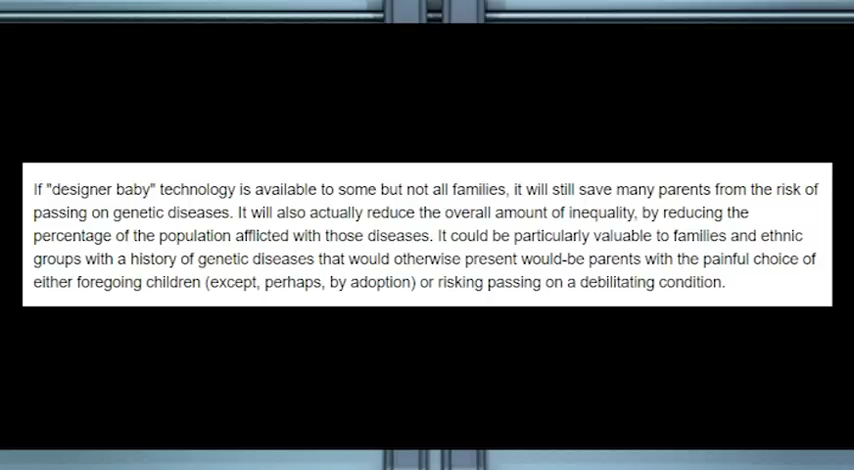 If "designer baby" technology is available to some but not all families, it will still save many parents from the risk of
passing on genetic diseases. It will also actually reduce the overall amount of inequality, by reducing the
percentage of the population afflicted with those diseases. It could be particularly valuable to families and ethnic
groups with a history of genetic diseases that would otherwise present would-be parents with the painful choice of
either foregoing children (except, perhaps, by adoption) or risking passing on a debilitating condition.